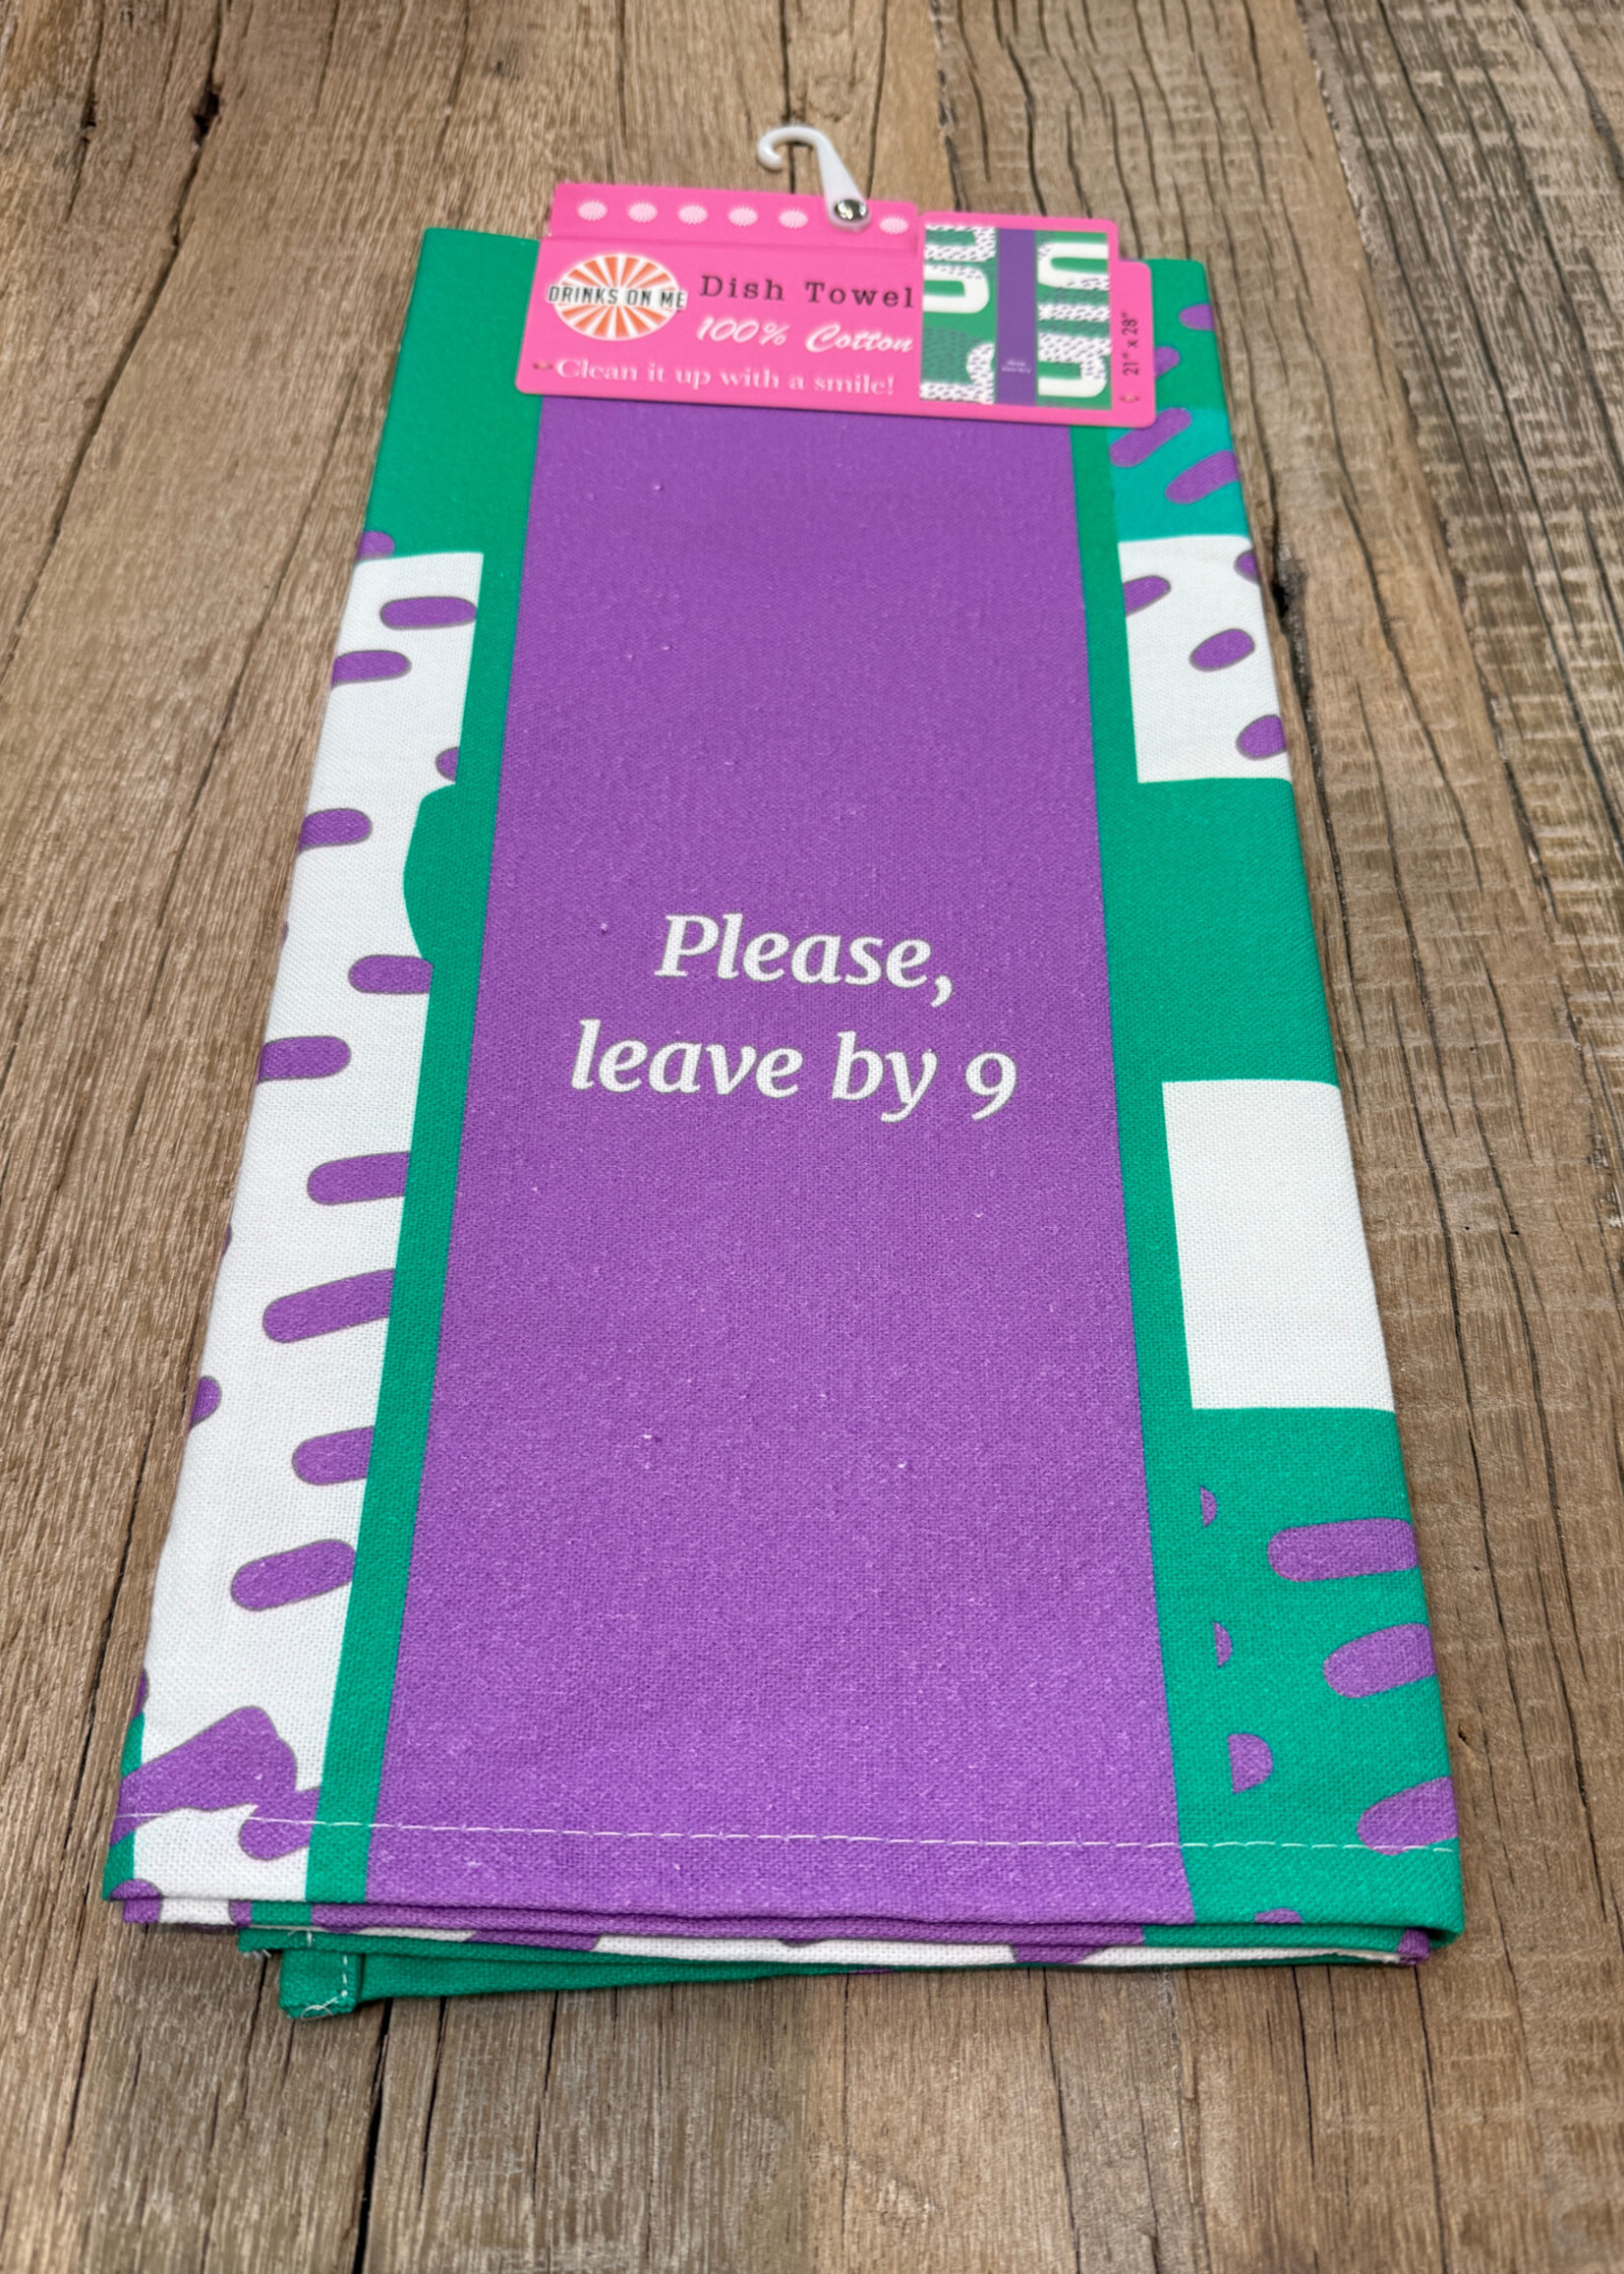 DRINKS ON ME
Dish Towel
100% Cotton
Clean it up with a smile!
21" x 28"
Please,
leave by 9